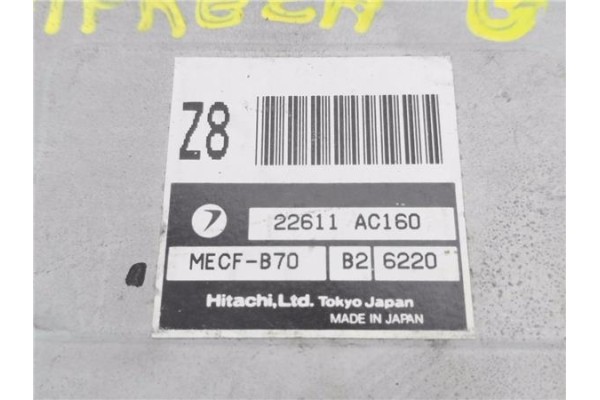 Z8
22611 AC160
MECF-B70 B2 6220
Hitachi,Ltd. Tokyo Japan
MADE IN JAPAN